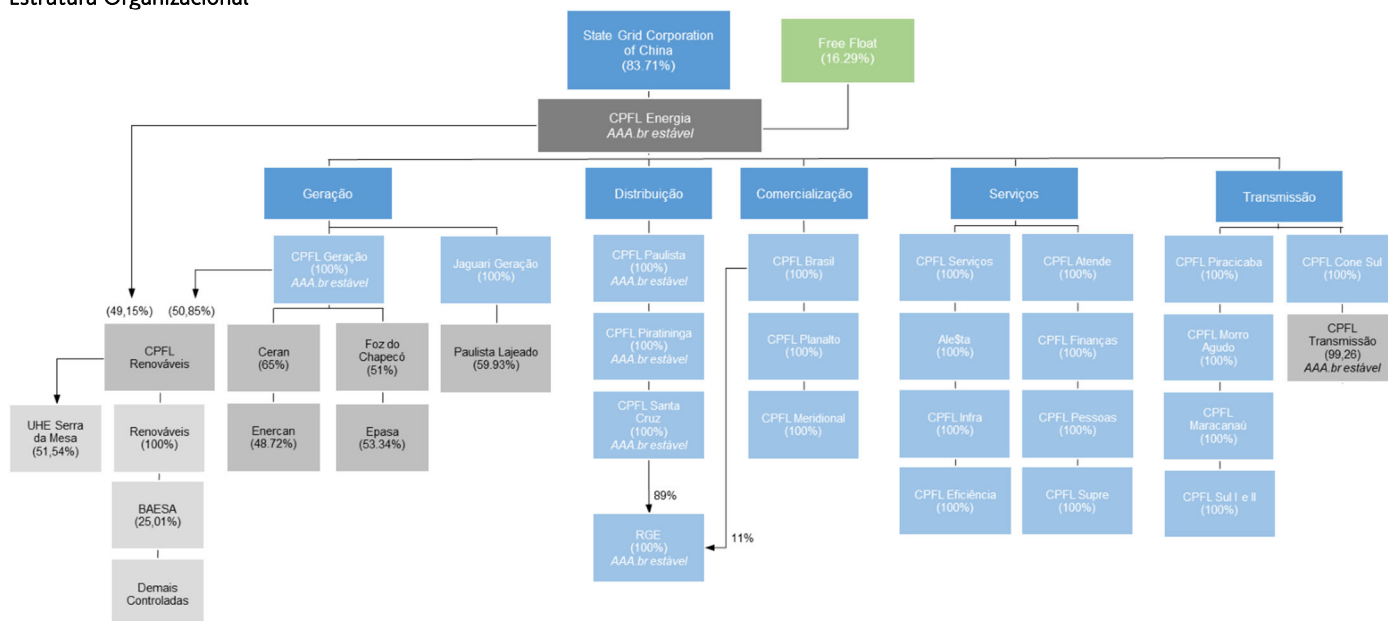 Estrutura Organizacional
State Grid Corporation
of China
(83.71%)
Free Float
(16.29%)
CPFL Energia
AAA.br estável
Geração
Distribuição
Comercialização
Serviços
Transmissão
CPFL Geração
(100%)
AAA.br estável
Jaguari Geração
(100%)
CPFL Paulista
(100%)
AAA.br estável
CPFL Brasil
(100%)
CPFL Serviços
(100%)
CPFL Atende
(100%)
CPFL Piracicaba
(100%)
CPFL Cone Sul
(100%)
(49,15%)
(50,85%)
CPFL
Renováveis
Ceran
(65%)
Foz do
Chapecó
(51%)
Paulista Lajeado
(59.93%)
CPFL Piratininga
(100%)
AAA.br estável
CPFL Planalto
(100%)
Ale$ta
(100%)
CPFL Finanças
(100%)
CPFL Morro
Agudo
(100%)
CPFL
Transmissão
(99,26)
AAA.br estável
UHE Serra
da Mesa
(51,54%)
Renováveis
(100%)
Enercan
(48.72%)
Epasa
(53.34%)
CPFL Santa
Cruz
(100%)
AAA.br estável
CPFL Meridional
(100%)
CPFL Infra
(100%)
CPFL Pessoas
(100%)
CPFL
Maracanaú
(100%)
BAESA
(25,01%)
89%
RGE
(100%)
AAA.br estável
11%
CPFL Eficiência
(100%)
CPFL Supre
(100%)
CPFL Sul I e II
(100%)
Demais
Controladas